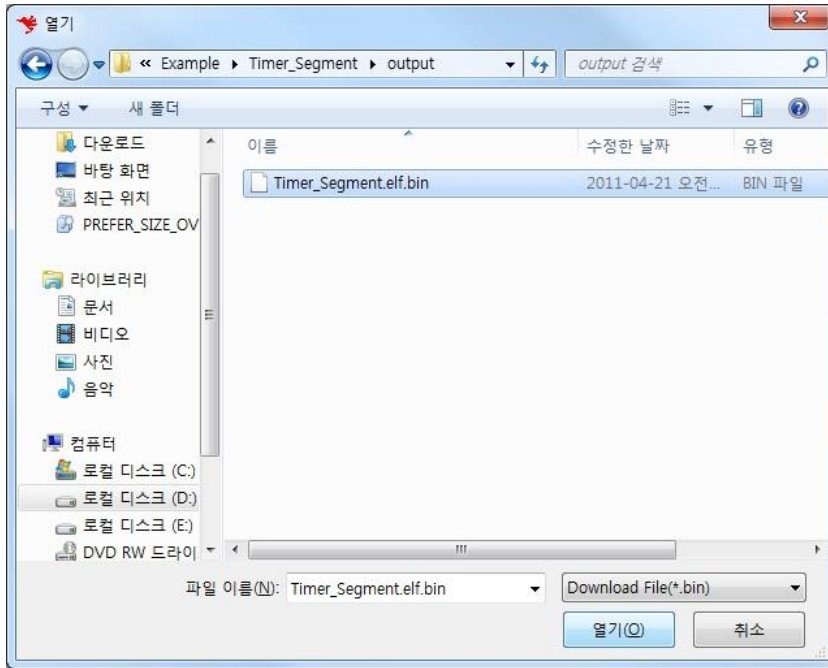 열기
« Example ▸ Timer_Segment ▸ output
output 검색
구성 새 폴더
이름 수정한 날짜 유형
Timer_Segment.elf.bin 2011-04-21 오전... BIN 파일
다운로드
바탕 화면
최근 위치
PREFER_SIZE_OV
라이브러리
문서
비디오
사진
음악
컴퓨터
로컬 디스크 (C:)
로컬 디스크 (D:)
로컬 디스크 (E:)
DVD RW 드라이
파일 이름(N): Timer_Segment.elf.bin Download File(*.bin)
열기(O) 취소